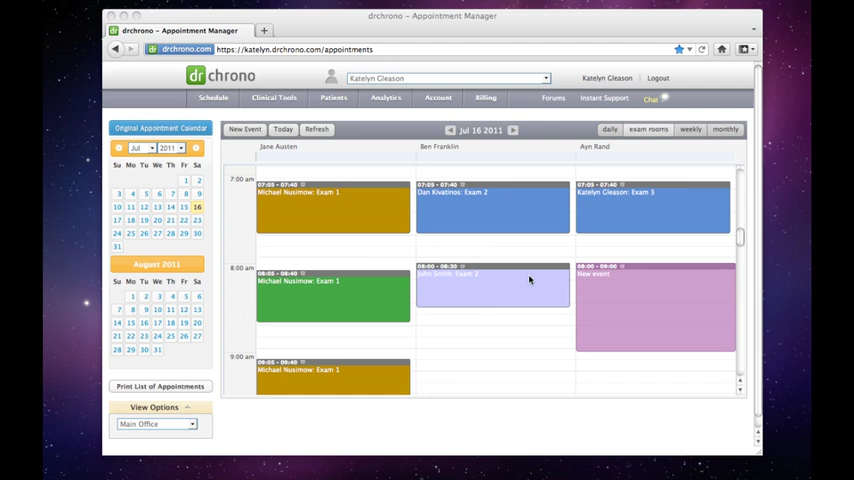 drchrono - Appointment Manager
drchrono – Appointment Manager
+
drchrono.com https://katelyn.drchrono.com/appointments
dr chrono
Katelyn Gleason
Katelyn Gleason Logout
Schedule Clinical Tools Patients Analytics Account Billing Forums Instant Support Chat
Original Appointment Calendar
Jul 2011
Su Mo Tu We Th Fr Sa
1 2
3 4 5 6 7 8 9
10 11 12 13 14 15 16
17 18 19 20 21 22 23
24 25 26 27 28 29 30
31
August 2011
Su Mo Tu We Th Fr Sa
1 2 3 4 5 6
7 8 9 10 11 12 13
14 15 16 17 18 19 20
21 22 23 24 25 26 27
28 29 30 31
Print List of Appointments
View Options
Main Office
New Event Today Refresh Jul 16 2011 daily exam rooms weekly monthly
Jane Austen Ben Franklin Ayn Rand
7:00 am
07:05 - 07:40
Michael Nusimow: Exam 1
07:05 - 07:40
Dan Kivatinos: Exam 2
07:05 - 07:40
Katelyn Gleason: Exam 3
8:00 am
08:05 - 08:40
Michael Nusimow: Exam 1
08:00 - 08:30
John Smith: Exam 2
08:00 - 09:00
New event
9:00 am
09:05 - 09:40
Michael Nusimow: Exam 1